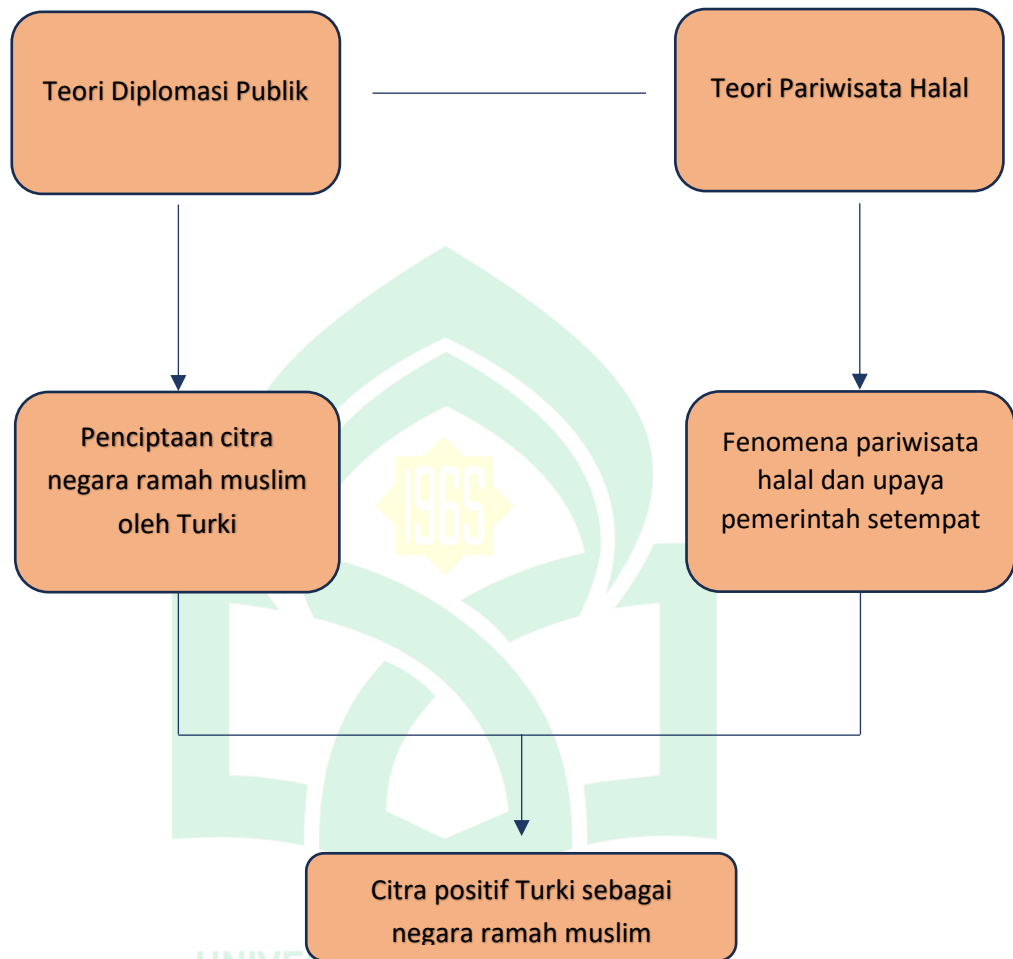 Teori Diplomasi Publik
Teori Pariwisata Halal
Penciptaan citra
negara ramah muslim
oleh Turki
Fenomena pariwisata
halal dan upaya
pemerintah setempat
1965
Citra positif Turki sebagai
negara ramah muslim